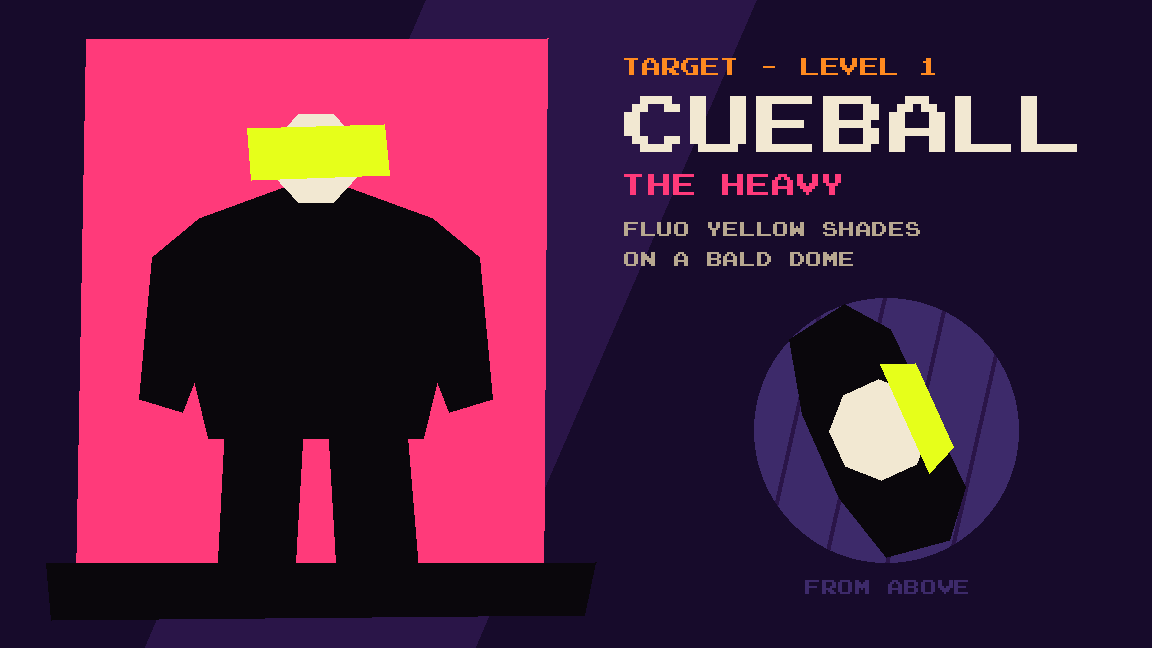 TARGET - LEVEL 1
CUEBALL
THE HEAVY
FLUO YELLOW SHADES
ON A BALD DOME
FROM ABOVE